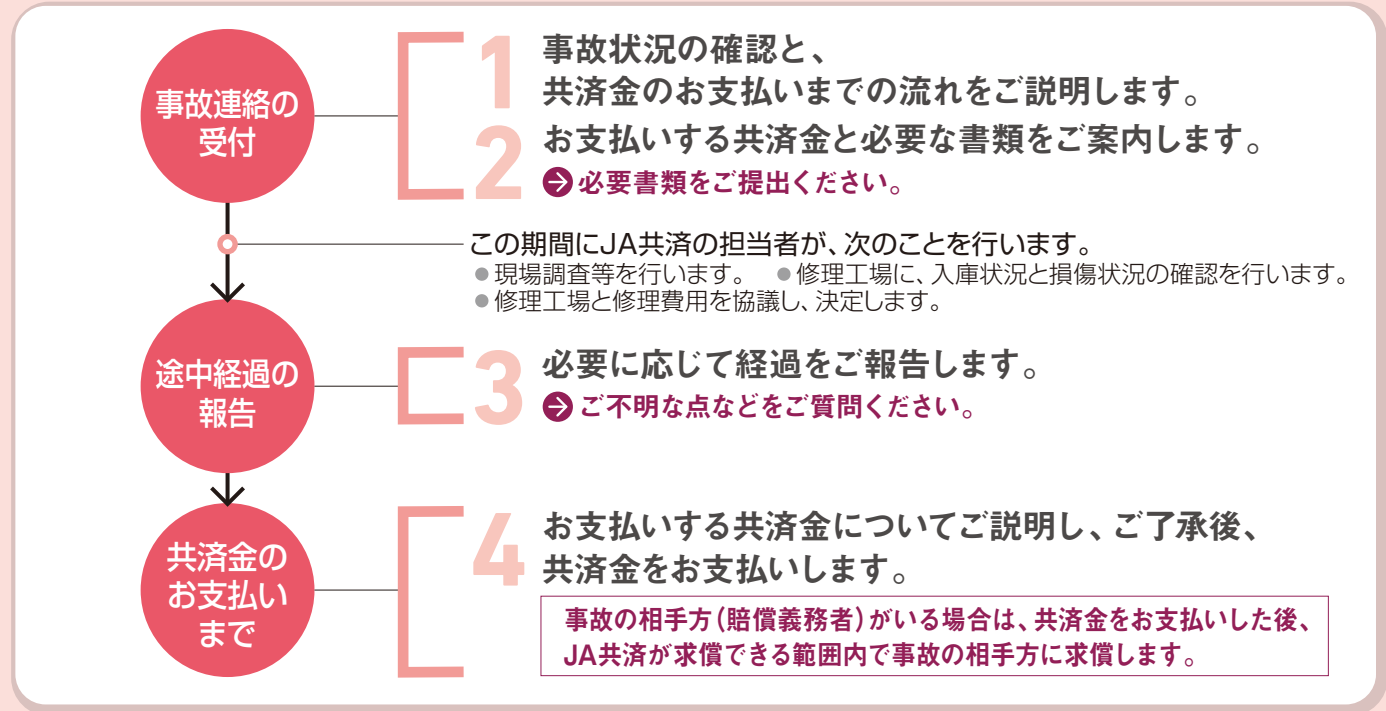 事故連絡の
受付
1
事故状況の確認と、
共済金のお支払いまでの流れをご説明します。
2
お支払いする共済金と必要な書類をご案内します。
必要書類をご提出ください。
この期間にJA共済の担当者が、次のことを行います。
●現場調査等を行います。 ●修理工場に、入庫状況と損傷状況の確認を行います。
●修理工場と修理費用を協議し、決定します。
途中経過の
報告
3
必要に応じて経過をご報告します。
ご不明な点などをご質問ください。
共済金の
お支払い
まで
4
お支払いする共済金についてご説明し、ご了承後、
共済金をお支払いします。
事故の相手方(賠償義務者)がいる場合は、共済金をお支払いした後、
JA共済が求償できる範囲内で事故の相手方に求償します。